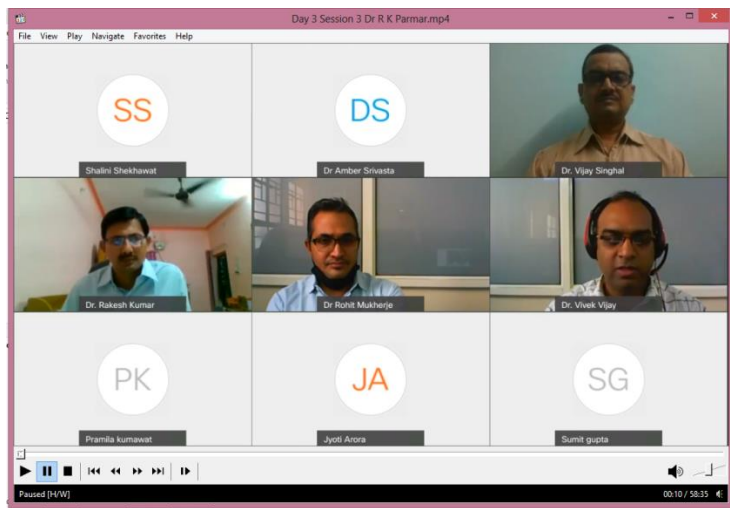 Day 3 Session 3 Dr R K Parmar.mp4
File View Play Navigate Favorites Help
SS
DS
Shalini Shekhawat
Dr Amber Srivasta
Dr. Vijay Singhal
Dr. Rakesh Kumar
Dr Rohit Mukherje
Dr. Vivek Vijay
PK
JA
SG
Pramila kumawat
Jyoti Arora
Sumit gupta
Paused [H/W]
00:10 / 58:35